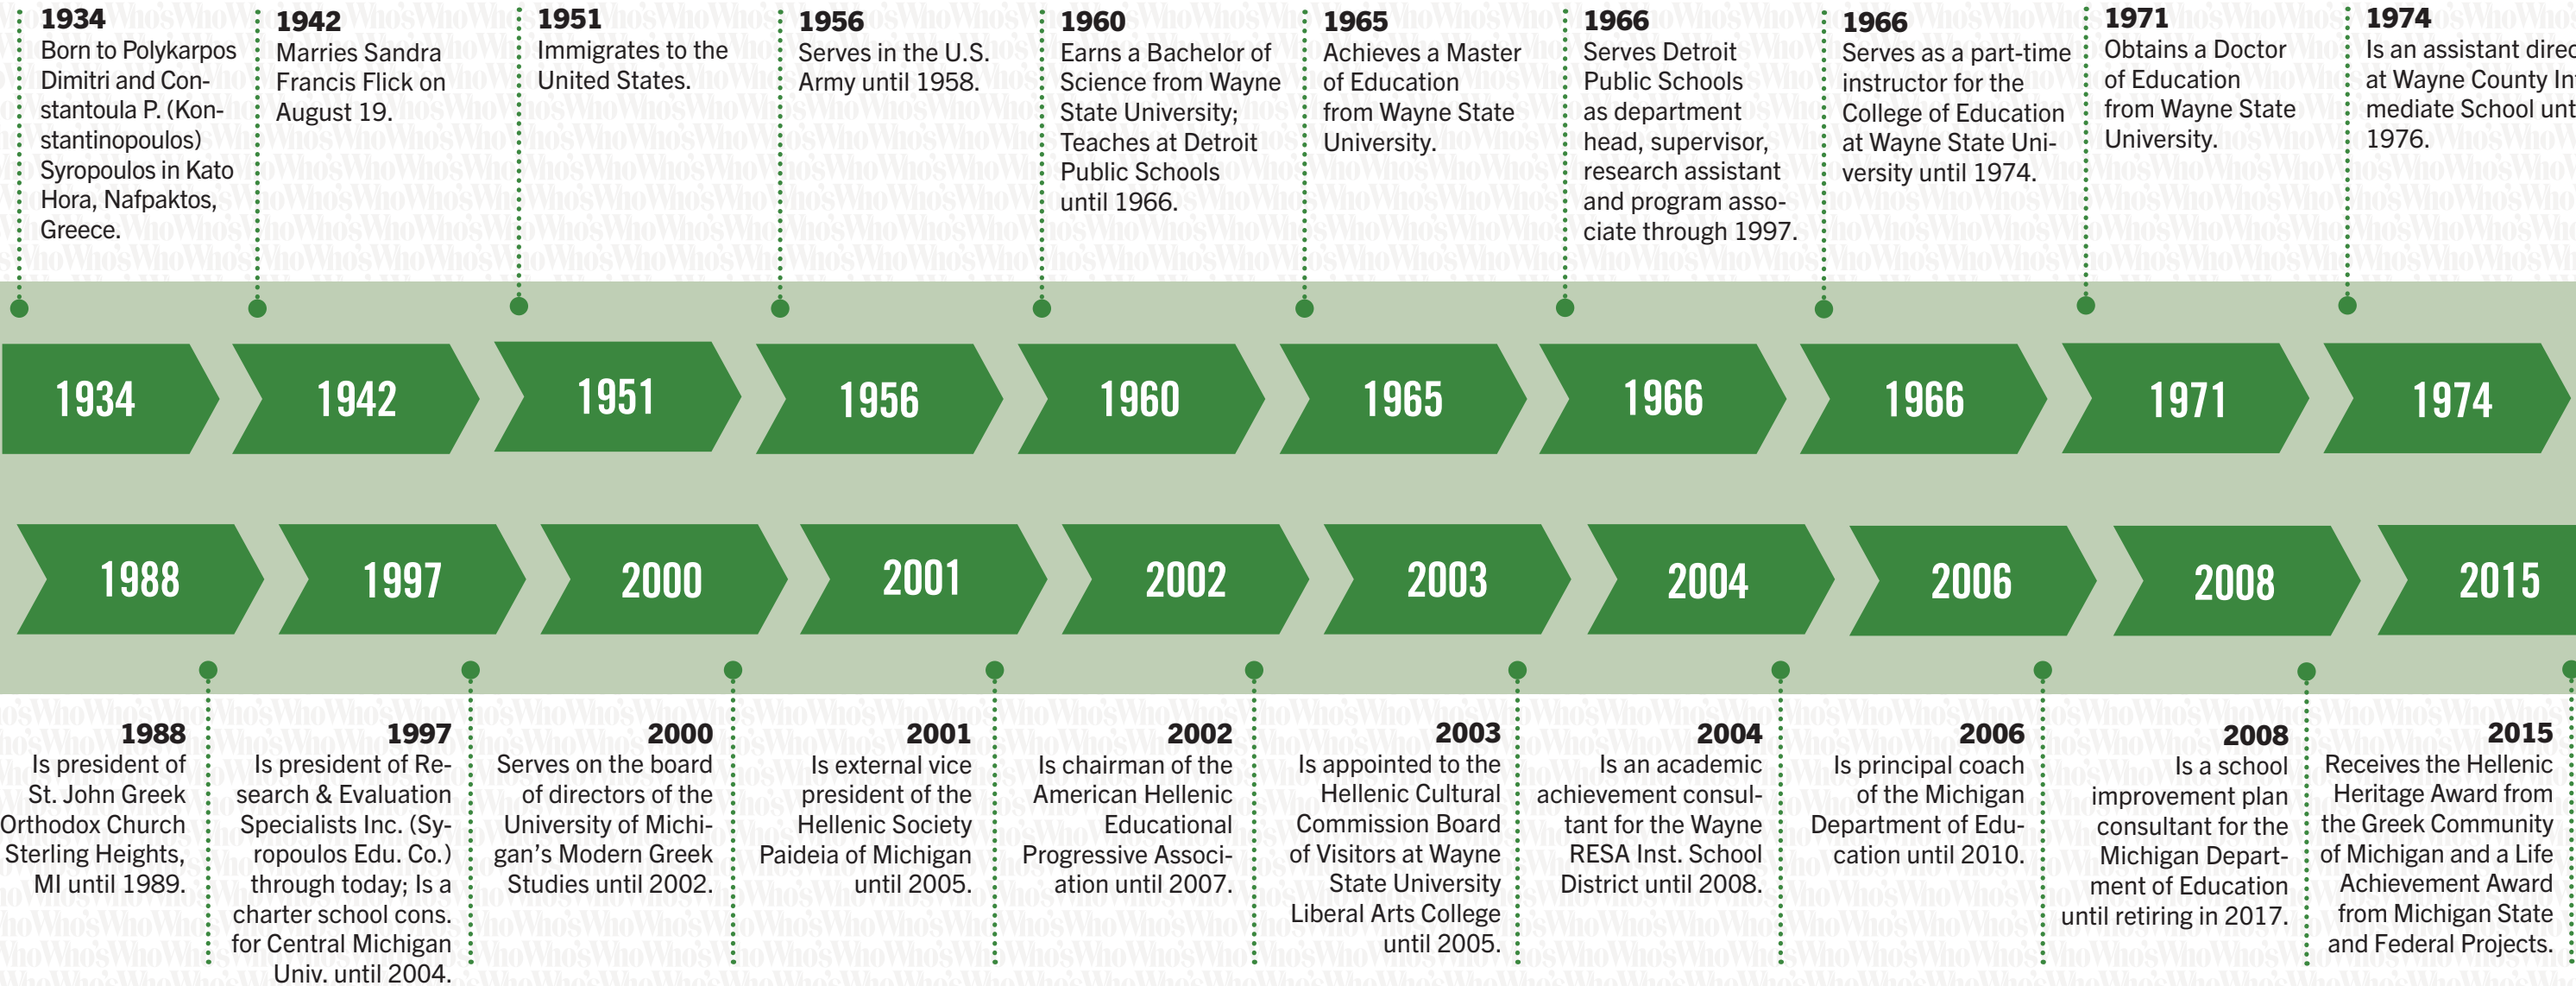 1934
Born to Polykarpos
Dimitri and Con-
stantoula P. (Kon-
stantinopoulos)
Syropoulos in Kato
Hora, Nafpaktos,
Greece.
1942
Marries Sandra
Francis Flick on
August 19.
1951
Immigrates to the
United States.
1956
Serves in the U.S.
Army until 1958.
1960
Earns a Bachelor of
Science from Wayne
State University;
Teaches at Detroit
Public Schools
until 1966.
1965
Achieves a Master
of Education
from Wayne State
University.
1966
Serves Detroit
Public Schools
as department
head, supervisor,
research assistant
and program asso-
ciate through 1997.
1966
Serves as a part-time
instructor for the
College of Education
at Wayne State Uni-
versity until 1974.
1971
Obtains a Doctor
of Education
from Wayne State
University.
1974
Is an assistant
at Wayne County
mediate School
1976.
1934
1942
1951
1956
1960
1965
1966
1966
1971
1974
1988
1997
2000
2001
2002
2003
2004
2006
2008
2015
1988
Is president of
St. John Greek
Orthodox Church
Sterling Heights,
MI until 1989.
1997
Is president of Re-
search & Evaluation
Specialists Inc. (Sy-
ropoulos Edu. Co.)
through today; Is a
charter school cons.
for Central Michigan
Univ. until 2004.
2000
Serves on the board
of directors of the
University of Michi-
gan's Modern Greek
Studies until 2002.
2001
Is external vice
president of the
Hellenic Society
Paideia of Michigan
until 2005.
2002
Is chairman of the
American Hellenic
Educational
Progressive Associ-
ation until 2007.
2003
Is appointed to the
Hellenic Cultural
Commission Board
of Visitors at Wayne
State University
Liberal Arts College
until 2005.
2004
Is an academic
achievement consul-
tant for the Wayne
RESA Inst. School
District until 2008.
2006
Is principal coach
of the Michigan
Department of Edu-
cation until 2010.
2008
Is a school
improvement plan
consultant for the
Michigan Depart-
ment of Education
until retiring in 2017.
2015
Receives the Hellenic
Heritage Award from
the Greek Community
of Michigan and a Life
Achievement Award
from Michigan State
and Federal Projects.